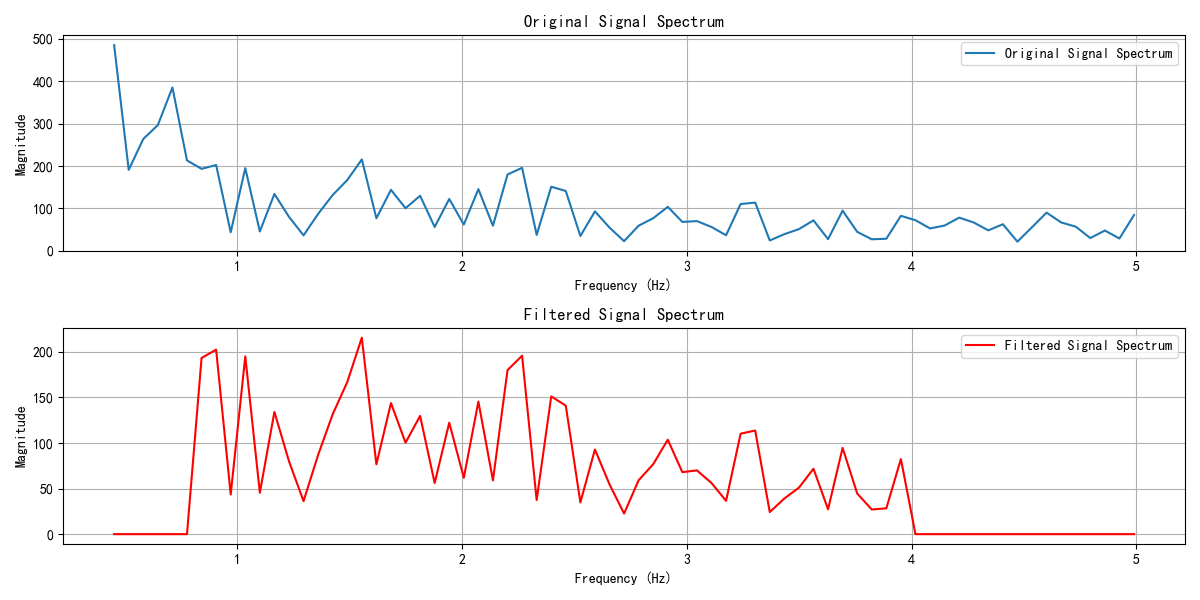 Original Signal Spectrum
500
400
300
200
100
0
Magnitude
Original Signal Spectrum
1 2 3 4 5
Frequency (Hz)
Filtered Signal Spectrum
200
150
100
50
0
Magnitude
Filtered Signal Spectrum
1 2 3 4 5
Frequency (Hz)